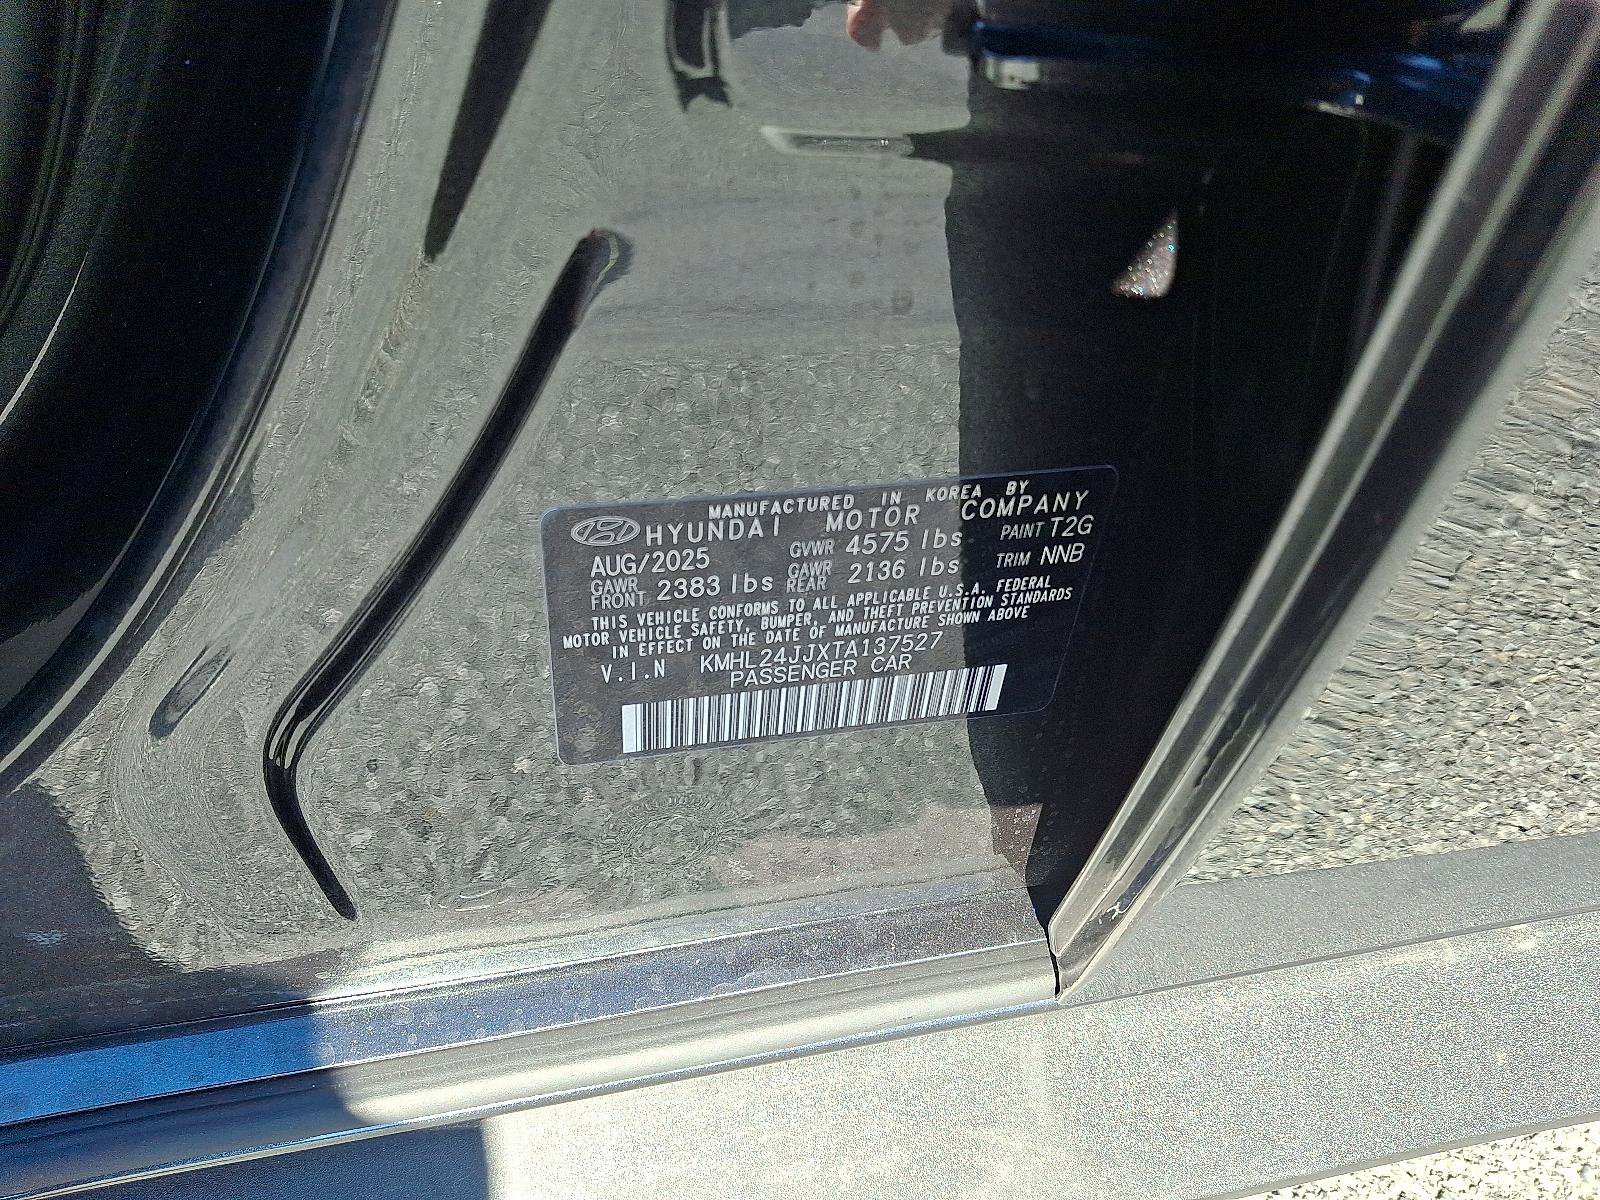 MANUFACTURED IN KOREA BY
HYUNDAI MOTOR COMPANY
AUG/2025 GVWR 4575 lbs PAINT T2G
GAWR FRONT 2383 lbs GAWR REAR 2136 lbs TRIM NNB
THIS VEHICLE CONFORMS TO ALL APPLICABLE U.S.A. FEDERAL
MOTOR VEHICLE SAFETY, BUMPER, AND THEFT PREVENTION STANDARDS
IN EFFECT ON THE DATE OF MANUFACTURE SHOWN ABOVE
V.I.N KMHL24JJXTA137527
PASSENGER CAR